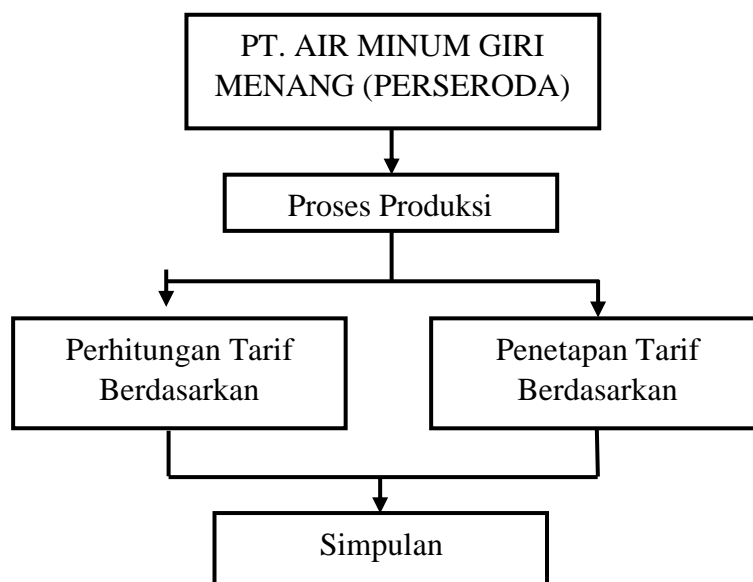 PT. AIR MINUM GIRI
MENANG (PERSERODA)
Proses Produksi
Perhitungan Tarif
Berdasarkan
Penetapan Tarif
Berdasarkan
Simpulan